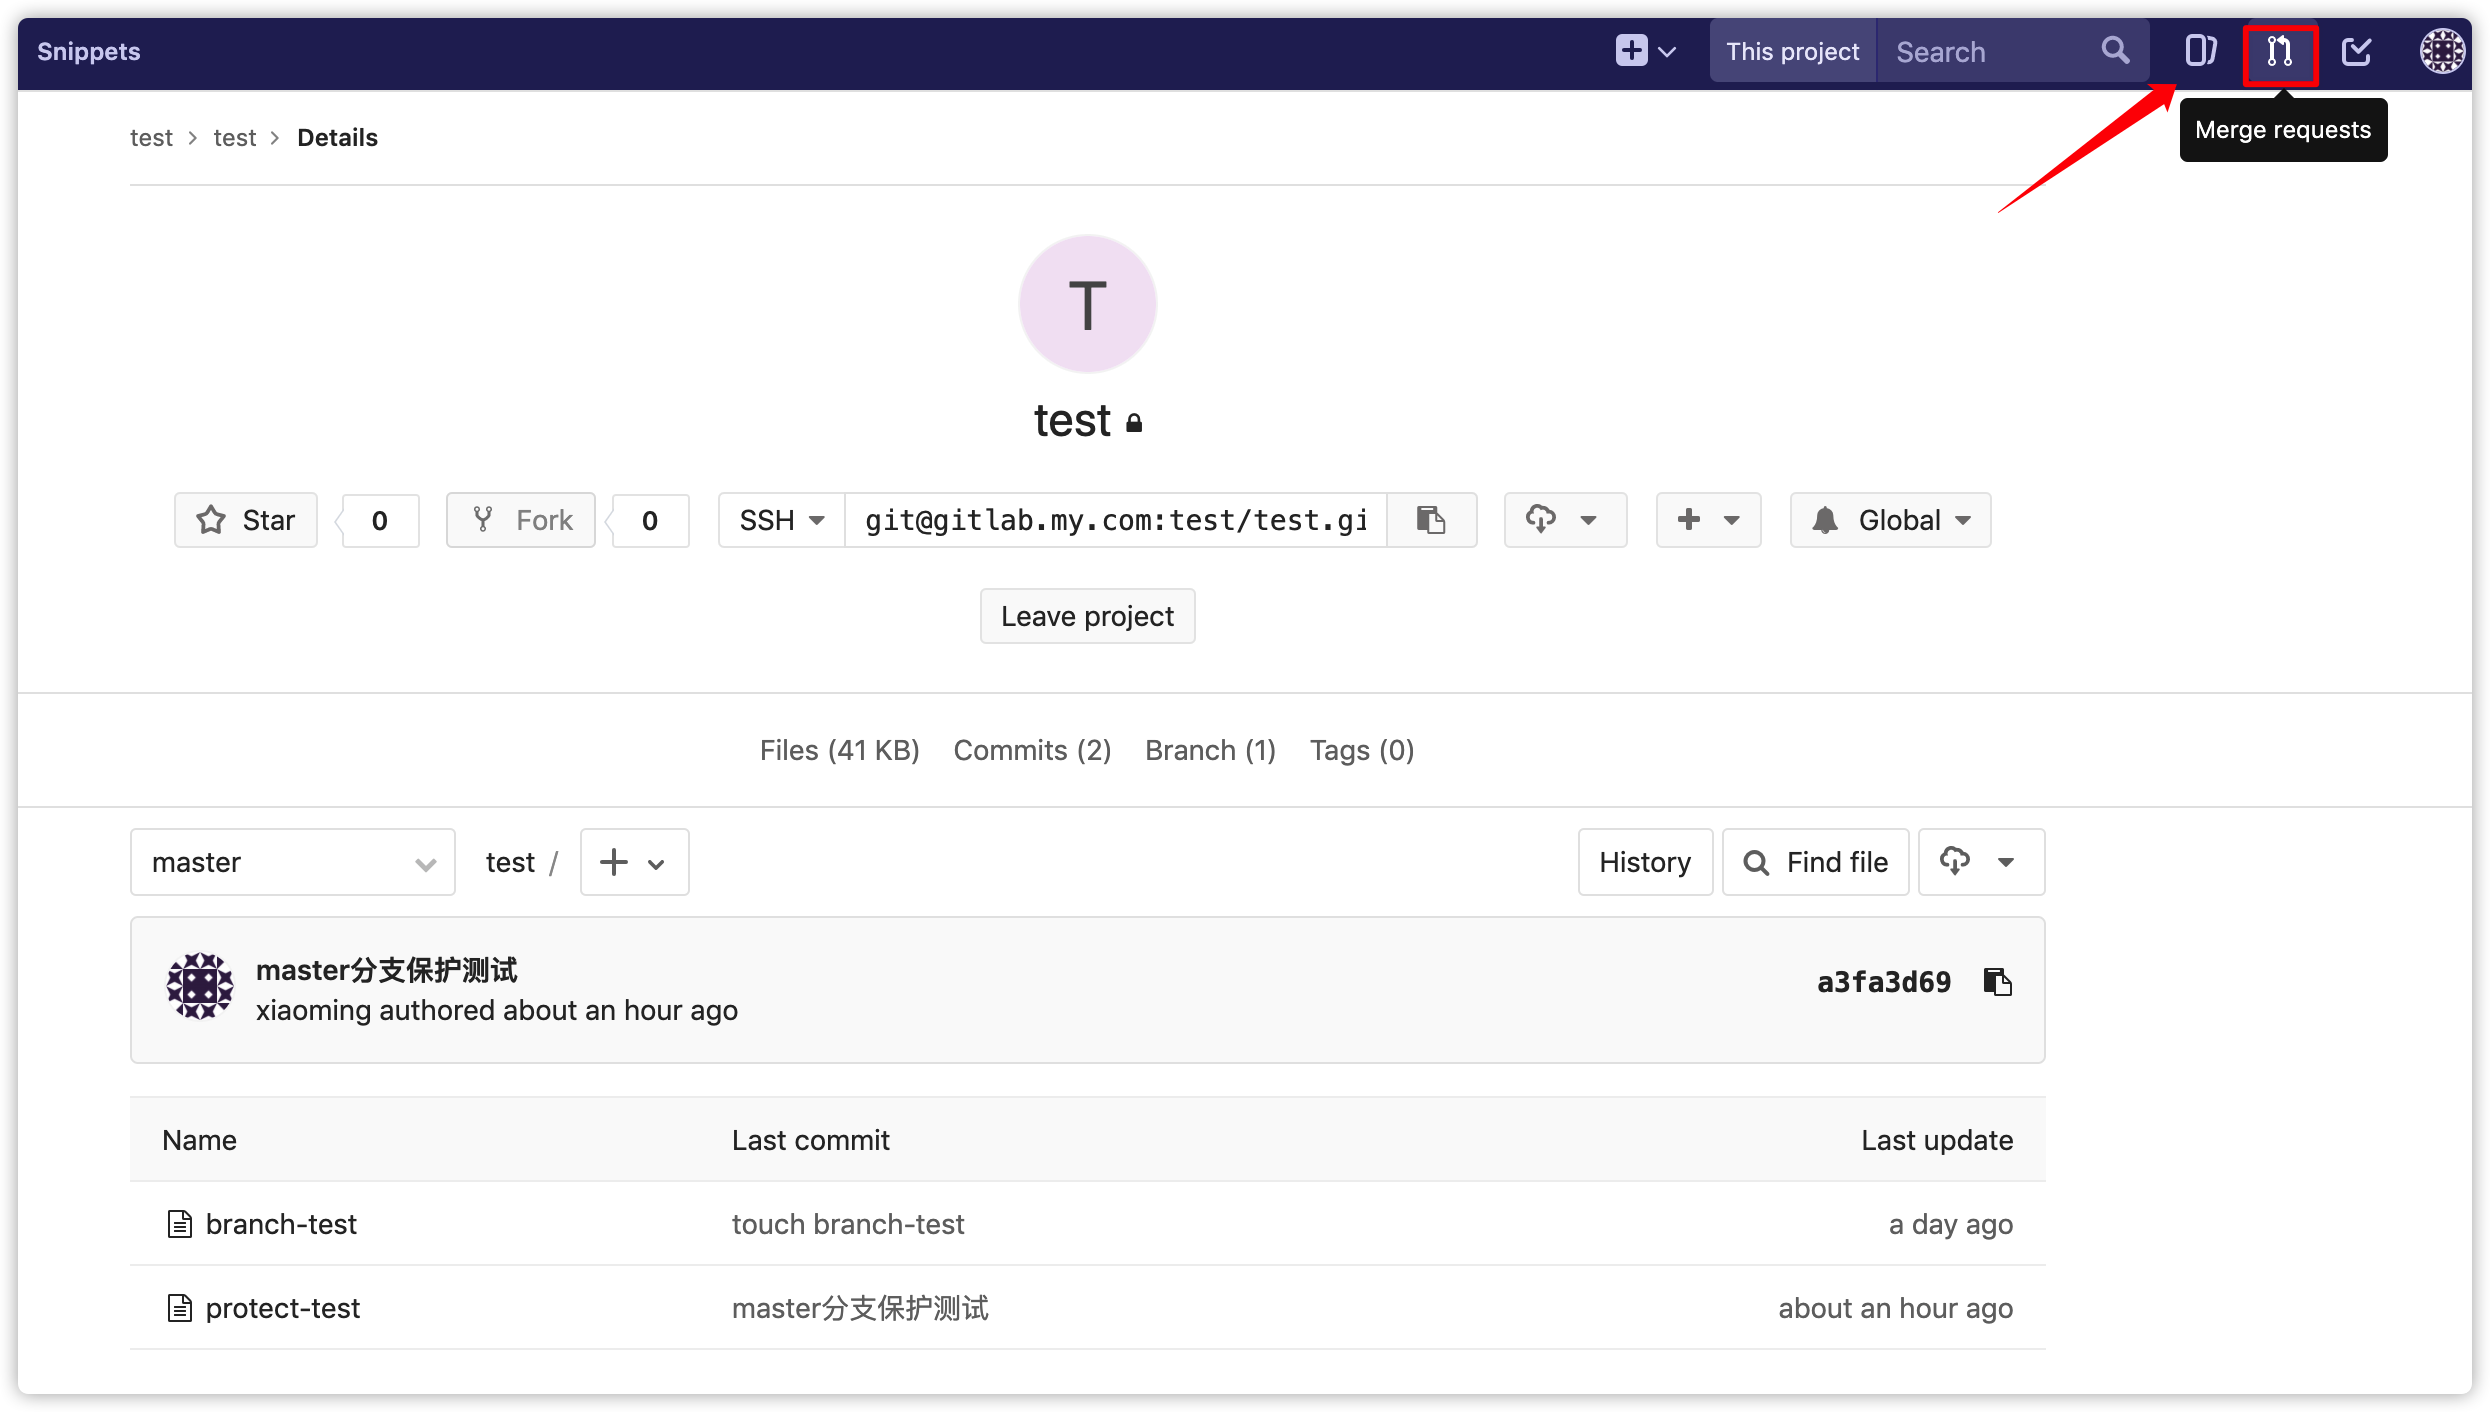 Snippets
This project Search
Merge requests
test > test > Details
T
test
Star 0 Fork 0 SSH git@gitlab.my.com:test/test.gi Global
Leave project
Files (41 KB) Commits (2) Branch (1) Tags (0)
master test / History Find file
master分支保护测试
xiaoming authored about an hour ago
a3fa3d69
Name Last commit Last update
branch-test touch branch-test a day ago
protect-test master分支保护测试 about an hour ago